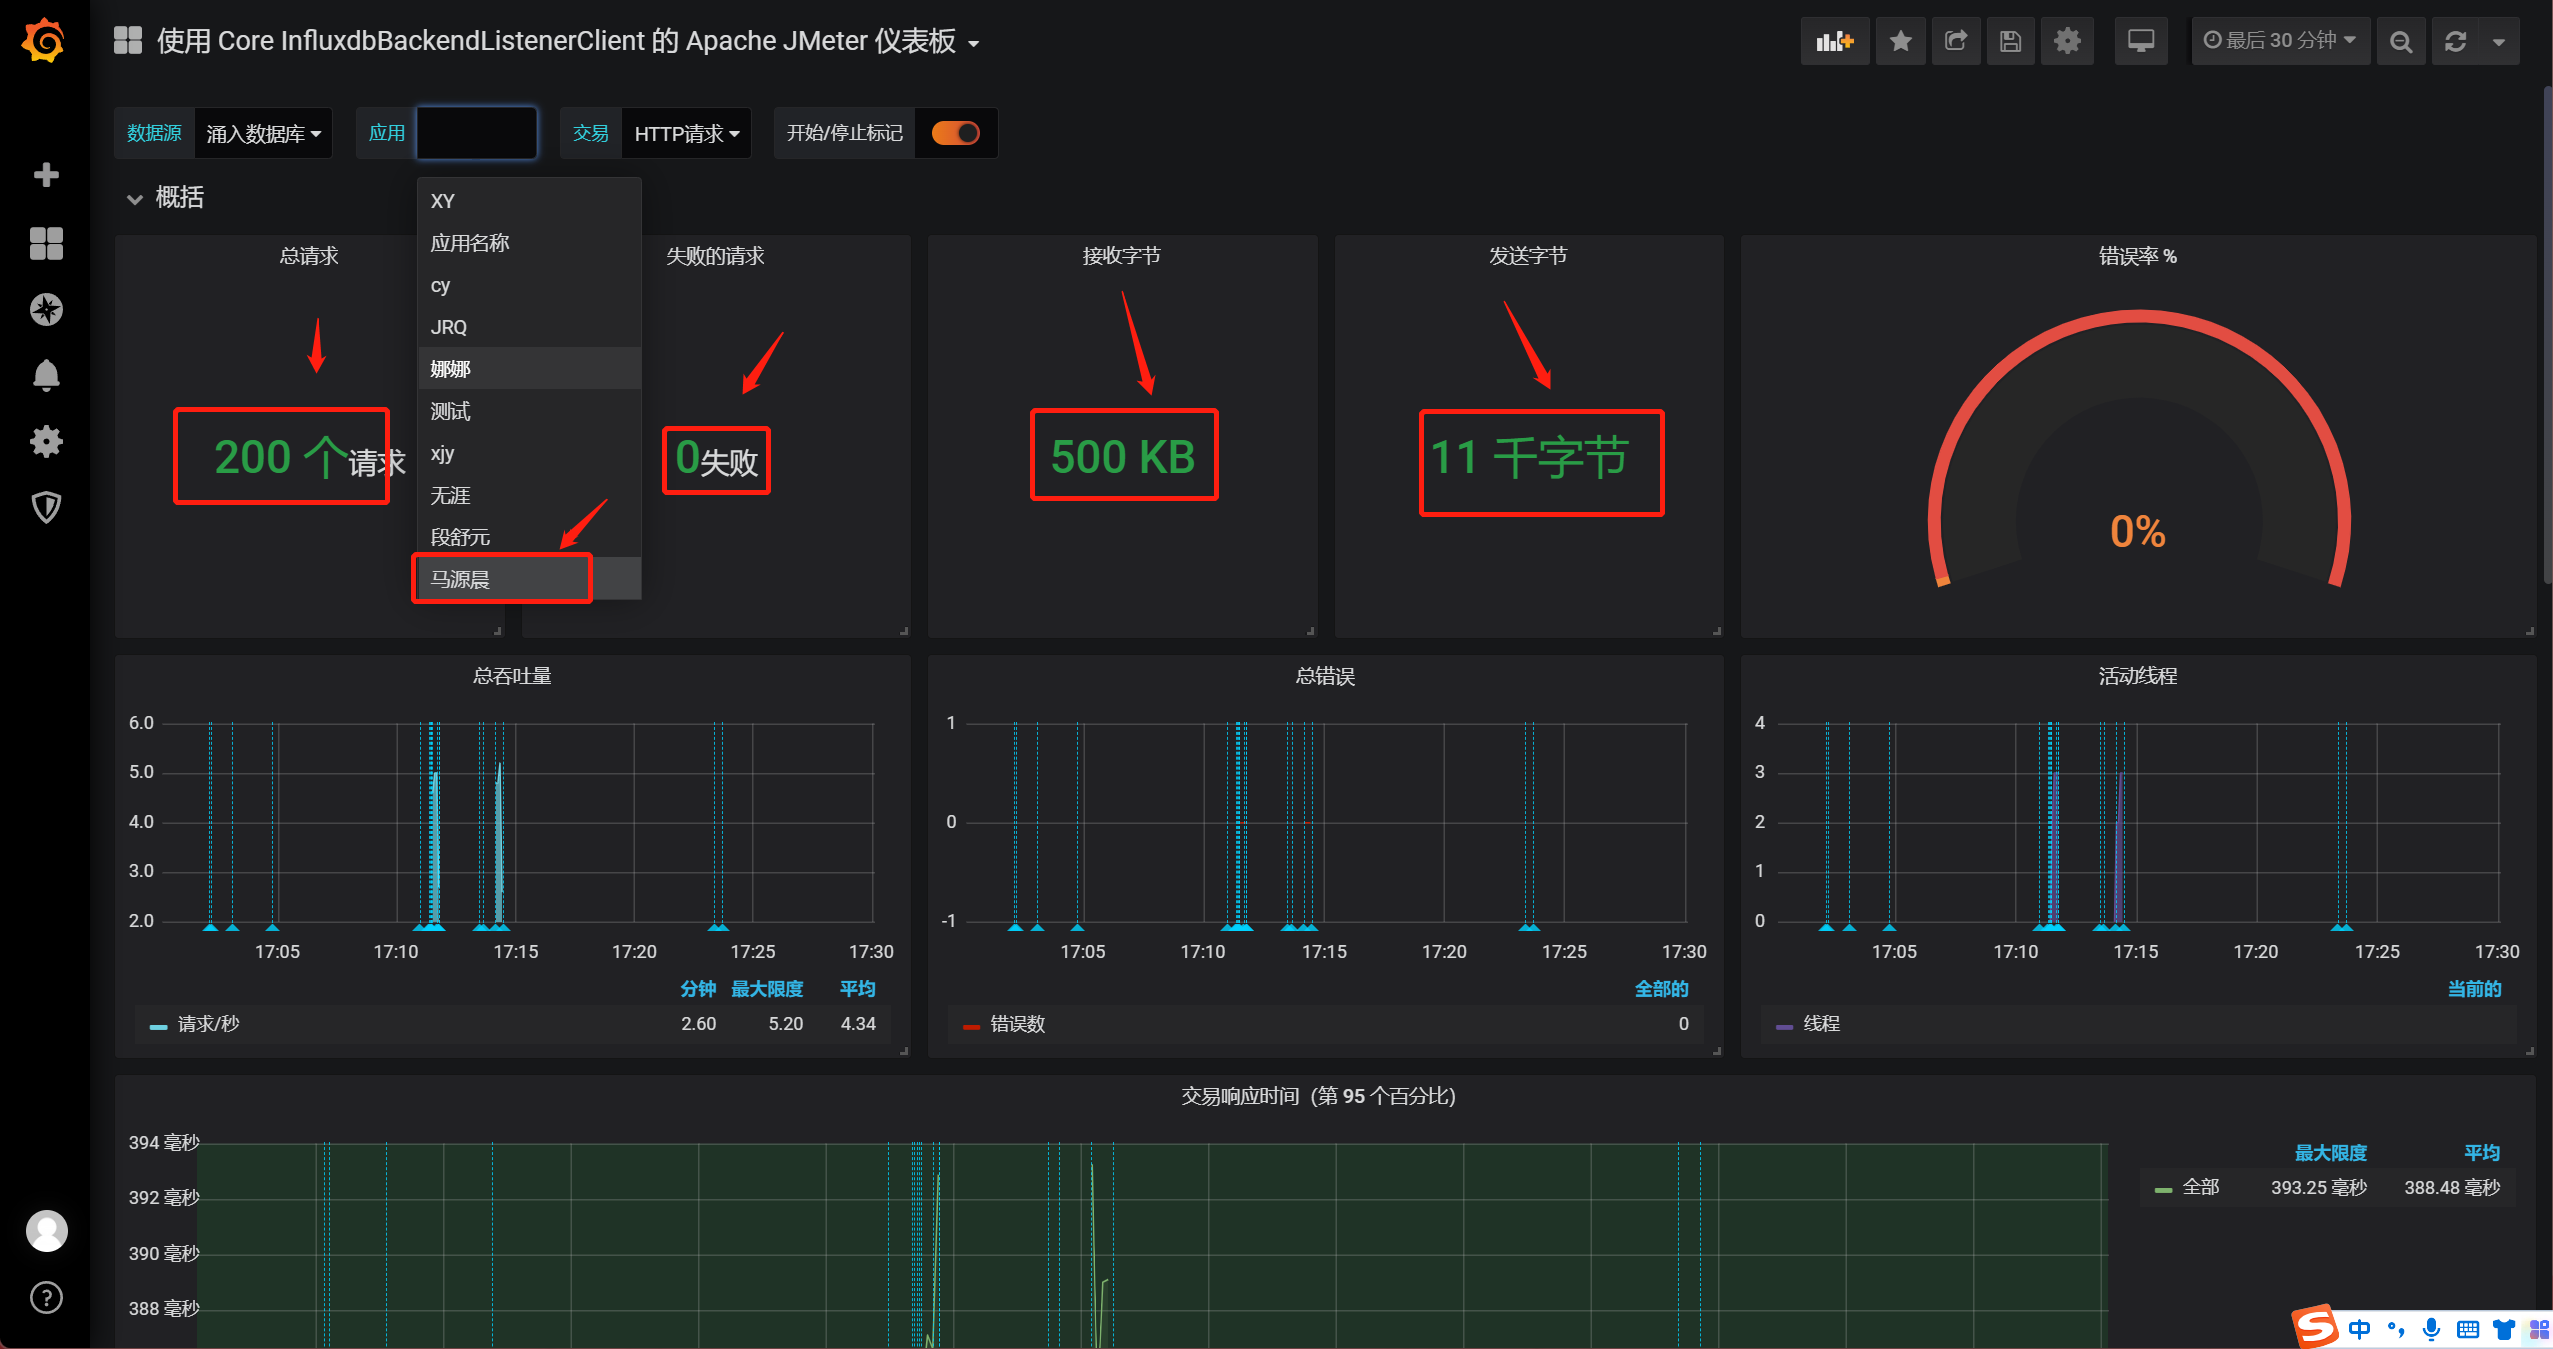 使用 Core InfluxdbBackendListenerClient 的 Apache JMeter 仪表板
最后 30 分钟
数据源 涌入数据库
应用
交易 HTTP请求
开始/停止标记
概括
XY
应用名称
cy
JRQ
娜娜
测试
xjy
无涯
段舒元
马源晨
总请求
200 个请求
失败的请求
0失败
接收字节
500 KB
发送字节
11 千字节
错误率 %
0%
总吞吐量
6.0
5.0
4.0
3.0
2.0
17:05 17:10 17:15 17:20 17:25 17:30
分钟 最大限度 平均
请求/秒 2.60 5.20 4.34
总错误
1
0
-1
17:05 17:10 17:15 17:20 17:25 17:30
全部的
错误数 0
活动线程
4
3
2
1
0
17:05 17:10 17:15 17:20 17:25 17:30
当前的
线程
交易响应时间（第 95 个百分比）
394 毫秒
392 毫秒
390 毫秒
388 毫秒
最大限度 平均
全部 393.25 毫秒 388.48 毫秒
中